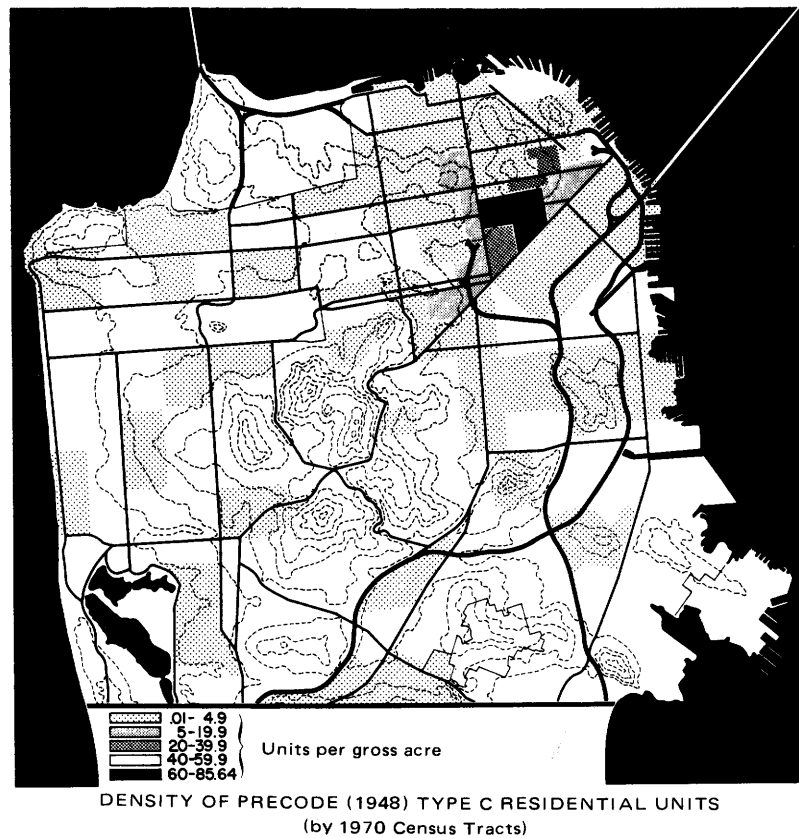 .01- 4.9
5-19.9
20-39.9
40-59.9
60-85.64
Units per gross acre
DENSITY OF PRECODE (1948) TYPE C RESIDENTIAL UNITS
(by 1970 Census Tracts)